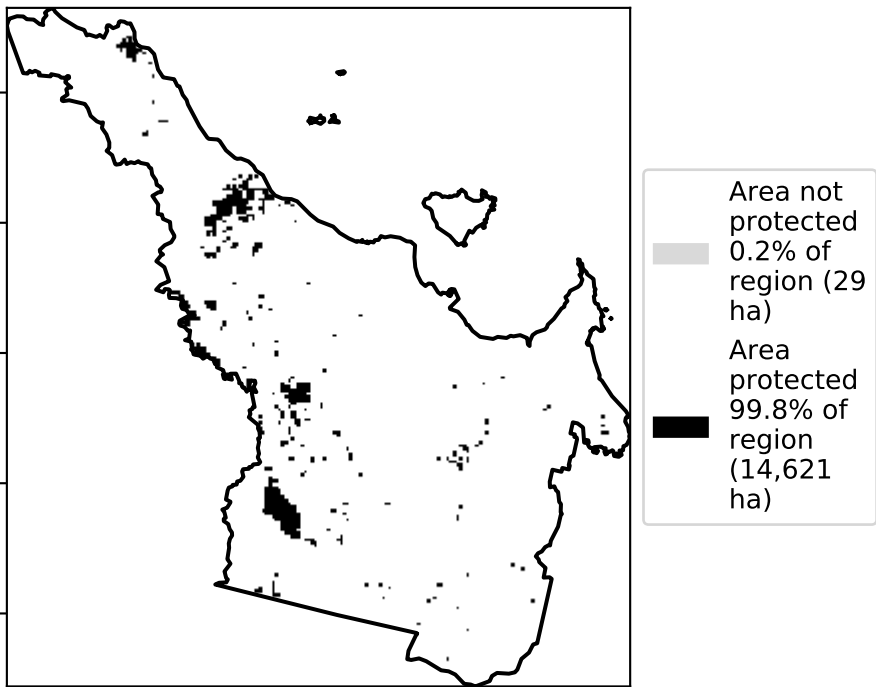 Area not
protected
0.2% of
region (29
ha)
Area
protected
99.8% of
region
(14,621
ha)